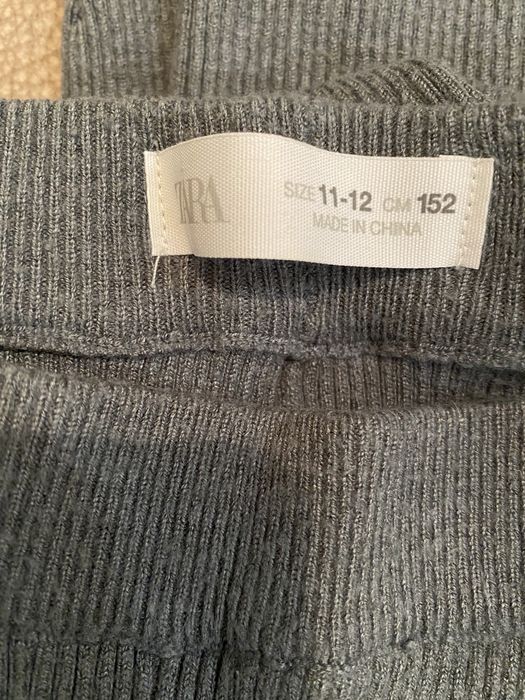 ZARA
SIZE 11-12 CM 152
MADE IN CHINA